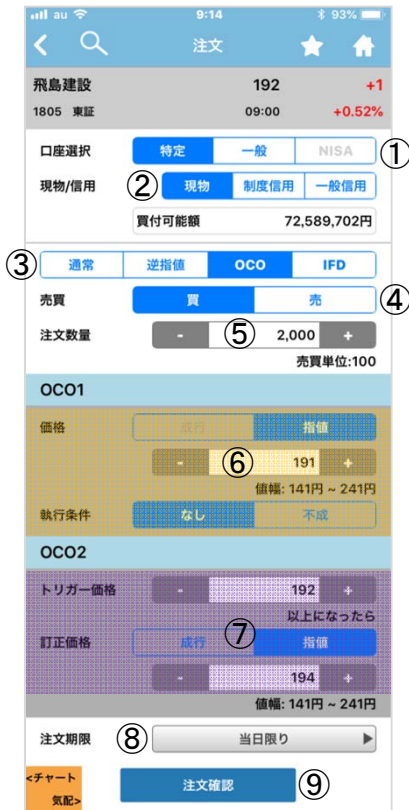 au 9:14 93%
注文
飛島建設 192 +1
1805 東証 09:00 +0.52%
口座選択 特定 一般 NISA ①
現物/信用 ② 現物 制度信用 一般信用
買付可能額 72,589,702円
③ 通常 逆指値 OCO IFD
売買 買 売 ④
注文数量 - ⑤ 2,000 +
売買単位:100
OCO1
価格 成行 指値
- ⑥ 191 +
値幅: 141円 ~ 241円
執行条件 なし 不成
OCO2
トリガー価格 - 192 +
以上になったら
訂正価格 成行 ⑦ 指値
- 194 +
値幅: 141円 ~ 241円
注文期限 ⑧ 当日限り
<チャート
気配>
注文確認 ⑨